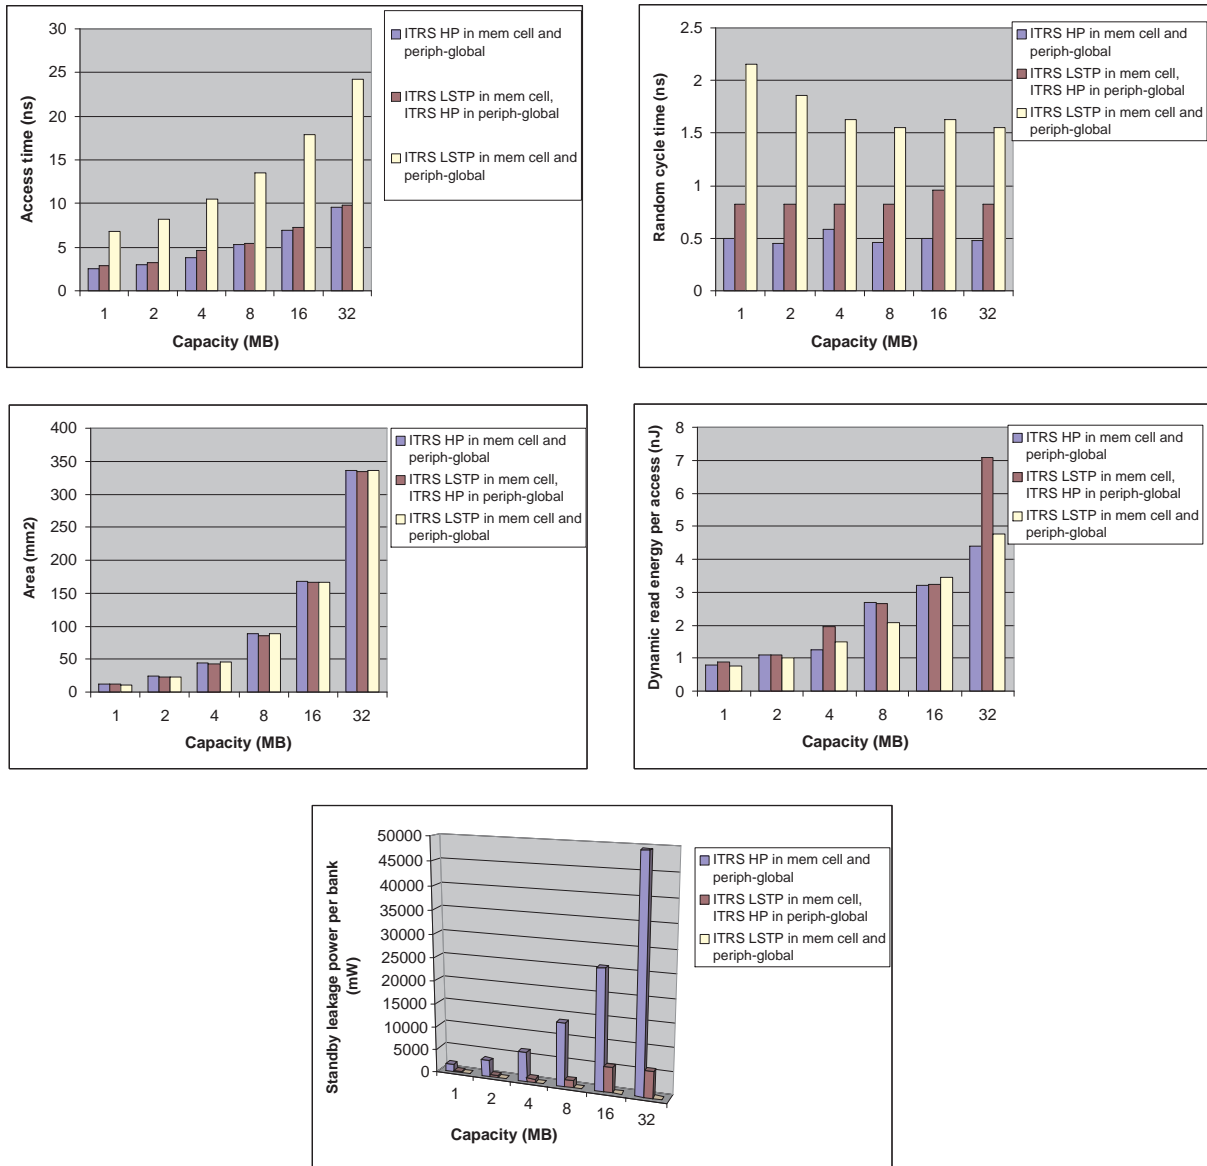 30
25
20
15
10
5
0
Access time (ns)
1 2 4 8 16 32
Capacity (MB)
ITRS HP in mem cell and
periph-global
ITRS LSTP in mem cell,
ITRS HP in periph-global
ITRS LSTP in mem cell and
periph-global
2.5
2
1.5
1
0.5
0
Random cycle time (ns)
1 2 4 8 16 32
Capacity (MB)
ITRS HP in mem cell and
periph-global
ITRS LSTP in mem cell,
ITRS HP in periph-global
ITRS LSTP in mem cell and
periph-global
400
350
300
250
200
150
100
50
0
Area (mm2)
1 2 4 8 16 32
Capacity (MB)
ITRS HP in mem cell and
periph-global
ITRS LSTP in mem cell,
ITRS HP in periph-global
ITRS LSTP in mem cell and
periph-global
8
7
6
5
4
3
2
1
0
Dynamic read energy per access (nJ)
1 2 4 8 16 32
Capacity (MB)
ITRS HP in mem cell and
periph-global
ITRS LSTP in mem cell,
ITRS HP in periph-global
ITRS LSTP in mem cell and
periph-global
50000
45000
40000
35000
30000
25000
20000
15000
10000
5000
0
Standby leakage power per bank
(mW)
1 2 4 8 16 32
Capacity (MB)
ITRS HP in mem cell and
periph-global
ITRS LSTP in mem cell,
ITRS HP in periph-global
ITRS LSTP in mem cell and
periph-global